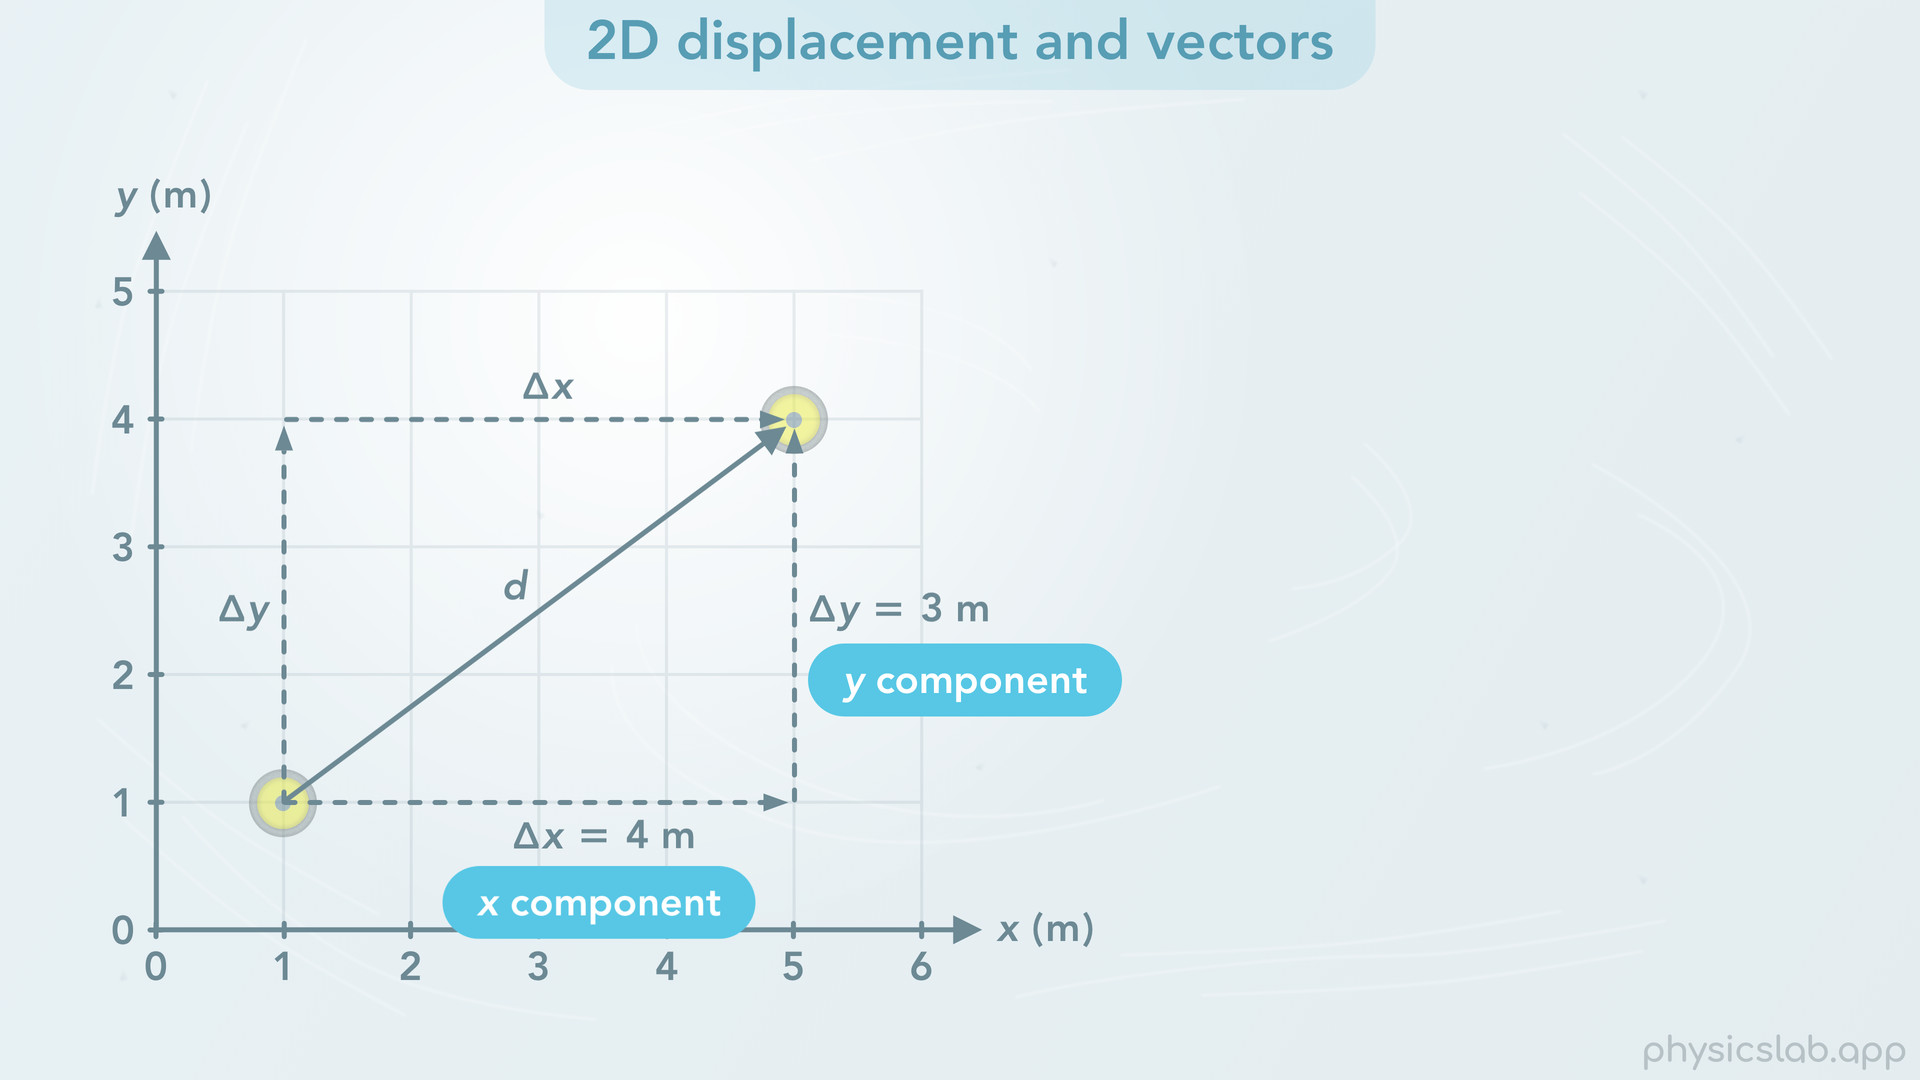 2D displacement and vectors
y (m)
5
Δx
4
3
d
Δy
Δy = 3 m
2
y component
1
Δx = 4 m
x component
0
x (m)
0 1 2 3 4 5 6
physicslab.app